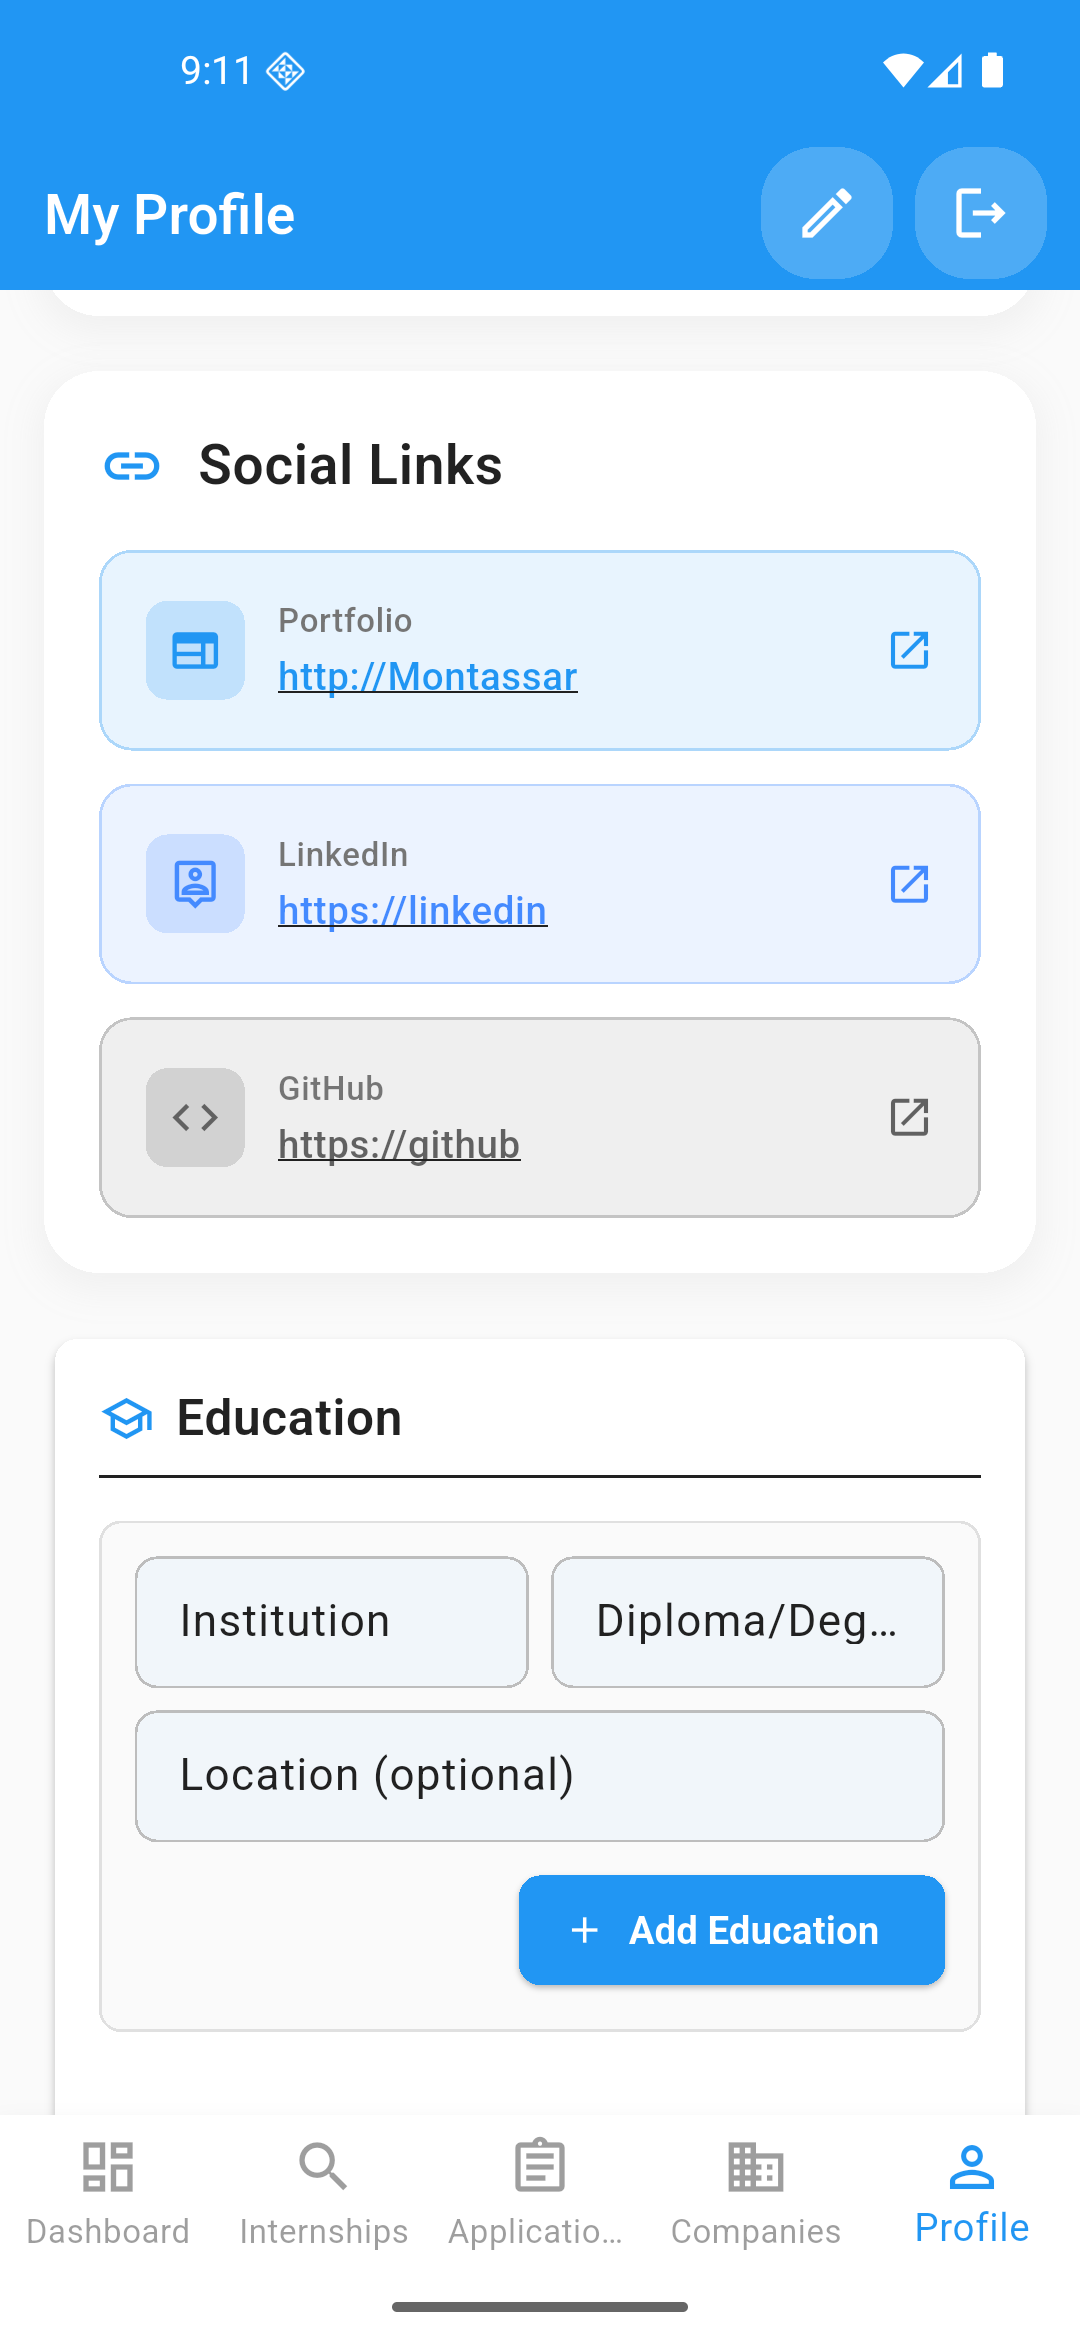 9:11
My Profile
Social Links
Portfolio
http://Montassar
LinkedIn
https://linkedin
GitHub
https://github
Education
Institution
Diploma/Deg...
Location (optional)
+ Add Education
Dashboard
Internships
Applicatio...
Companies
Profile